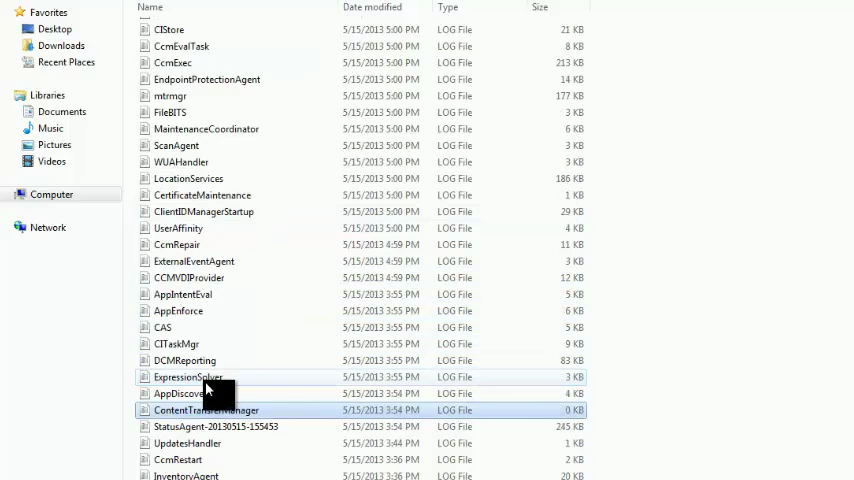 Favorites
Desktop
Downloads
Recent Places
Libraries
Documents
Music
Pictures
Videos
Computer
Network
Name Date modified Type Size
CIStore 5/15/2013 5:00 PM LOG File 21 KB
CcmEvalTask 5/15/2013 5:00 PM LOG File 8 KB
CcmExec 5/15/2013 5:00 PM LOG File 213 KB
EndpointProtectionAgent 5/15/2013 5:00 PM LOG File 14 KB
mtrmgr 5/15/2013 5:00 PM LOG File 177 KB
FileBITS 5/15/2013 5:00 PM LOG File 3 KB
MaintenanceCoordinator 5/15/2013 5:00 PM LOG File 6 KB
ScanAgent 5/15/2013 5:00 PM LOG File 3 KB
WUAHandler 5/15/2013 5:00 PM LOG File 3 KB
LocationServices 5/15/2013 5:00 PM LOG File 186 KB
CertificateMaintenance 5/15/2013 5:00 PM LOG File 1 KB
ClientIDManagerStartup 5/15/2013 5:00 PM LOG File 29 KB
UserAffinity 5/15/2013 5:00 PM LOG File 4 KB
CcmRepair 5/15/2013 4:59 PM LOG File 11 KB
ExternalEventAgent 5/15/2013 4:59 PM LOG File 3 KB
CCMVDIProvider 5/15/2013 4:59 PM LOG File 12 KB
AppIntentEval 5/15/2013 3:55 PM LOG File 5 KB
AppEnforce 5/15/2013 3:55 PM LOG File 6 KB
CAS 5/15/2013 3:55 PM LOG File 5 KB
CITaskMgr 5/15/2013 3:55 PM LOG File 9 KB
DCMReporting 5/15/2013 3:55 PM LOG File 83 KB
ExpressionSolver 5/15/2013 3:55 PM LOG File 3 KB
AppDiscove 5/15/2013 3:54 PM LOG File 4 KB
ContentTransferManager 5/15/2013 3:54 PM LOG File 0 KB
StatusAgent-20130515-155453 5/15/2013 3:54 PM LOG File 245 KB
UpdatesHandler 5/15/2013 3:44 PM LOG File 1 KB
CcmRestart 5/15/2013 3:36 PM LOG File 2 KB
InventoryAgent 5/15/2013 3:36 PM LOG File 20 KB